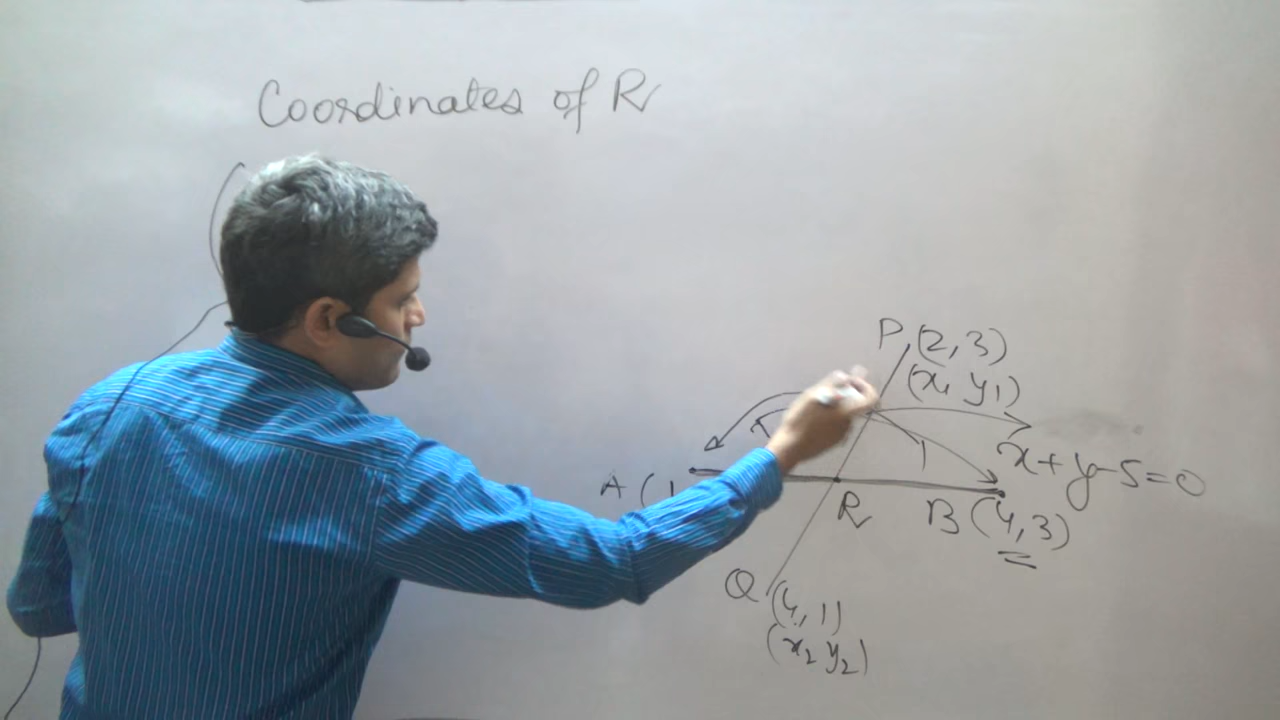 Coordinates of R
P (2, 3)
(x₁ y₁)
x + y - 5 = 0
A (1
R
B (4, 3)
Q (4, 1)
(x₂ y₂)